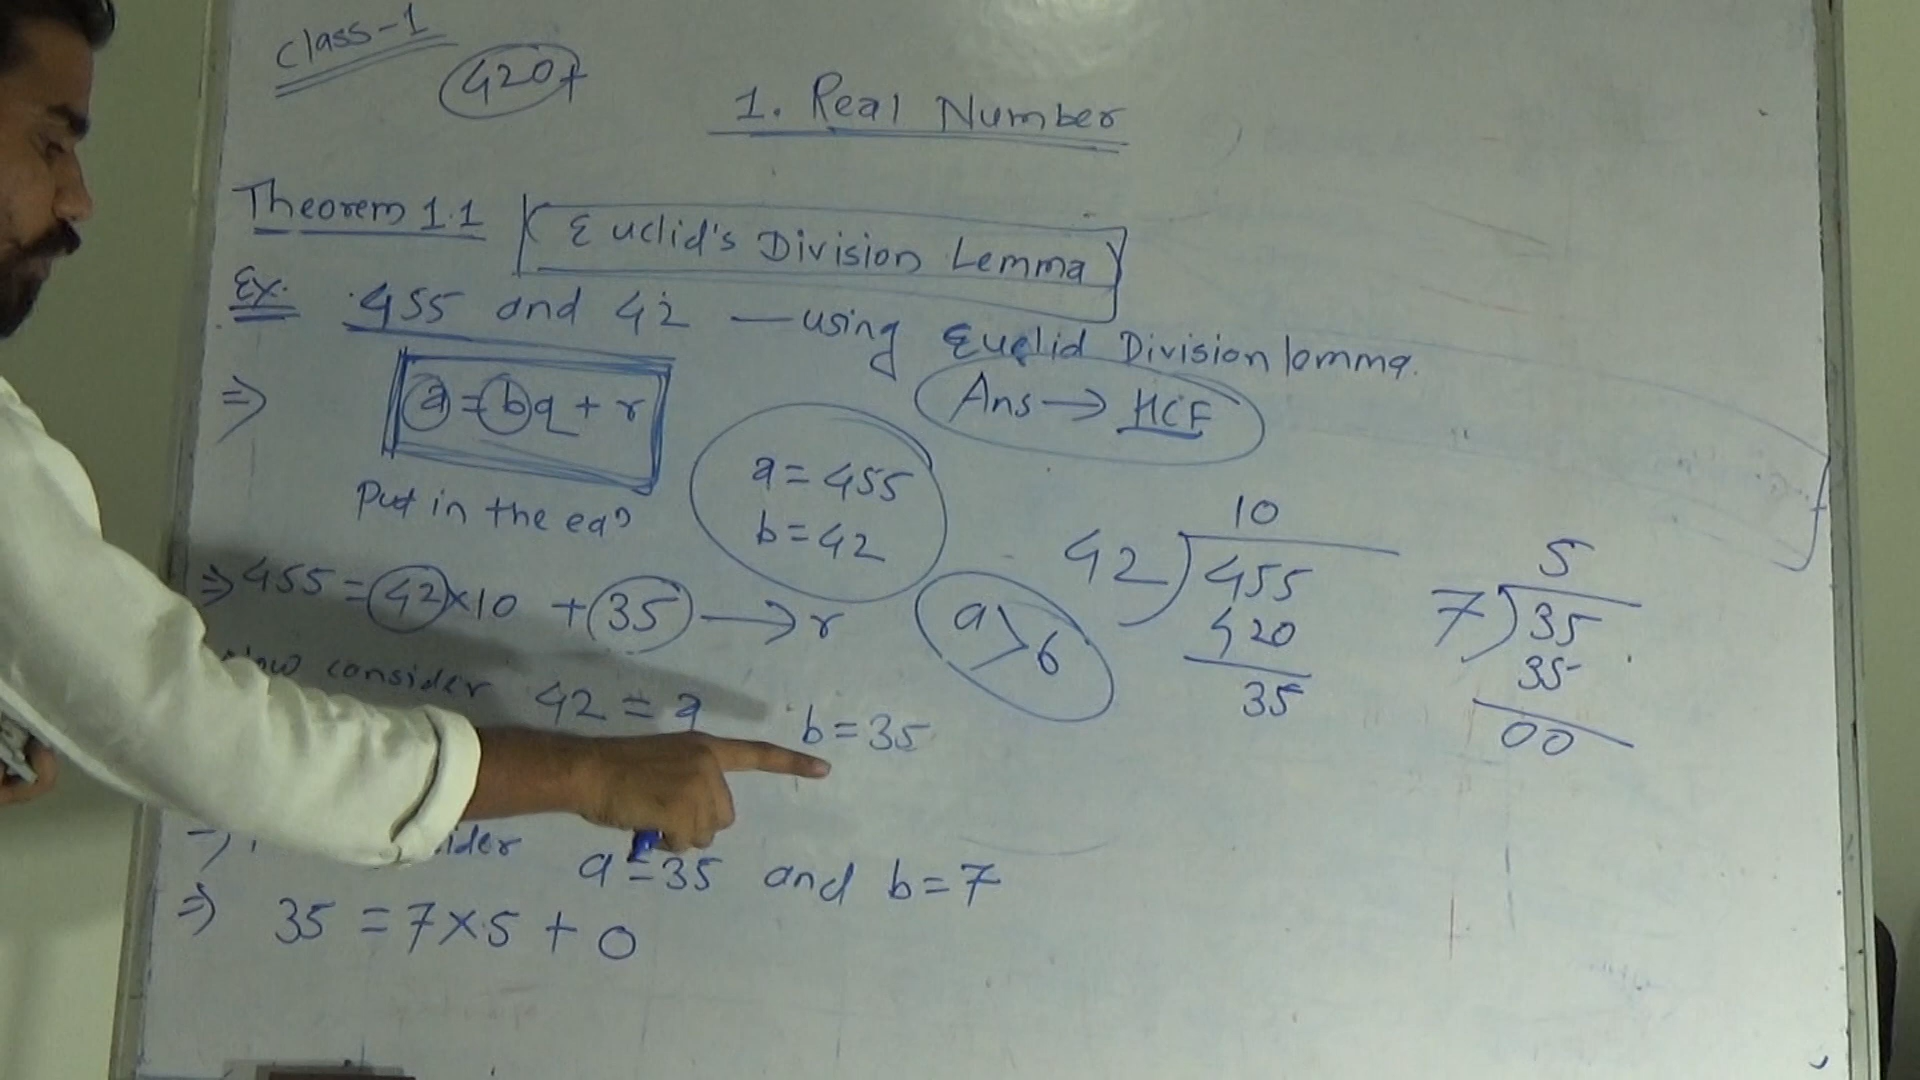 Class-1
420+
1. Real Number
Theorem 1.1 Euclid's Division Lemma
Ex. 455 and 42 — using Euclid Division lemma.
⇒ a = bq + r
Ans → HCF
a = 455
b = 42
Put in the eqn
⇒ 455 = 42 × 10 + 35 → r
a > b
10
42 ) 455
420
35
5
7 ) 35
35
00
Now consider 42 = a b = 35
a = 35 and b = 7
⇒ 35 = 7 × 5 + 0